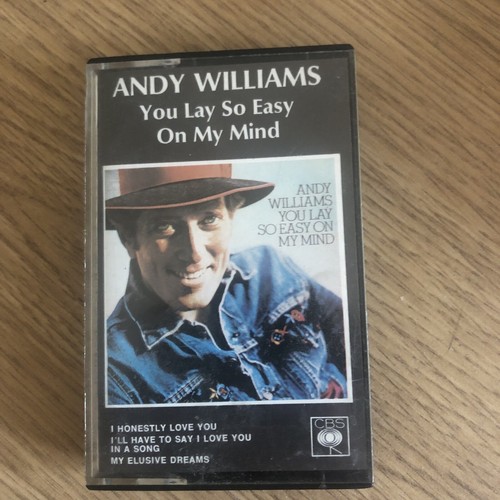 ANDY WILLIAMS
You Lay So Easy
On My Mind
ANDY
WILLIAMS
YOU LAY
SO EASY ON
MY MIND
I HONESTLY LOVE YOU
I'LL HAVE TO SAY I LOVE YOU
IN A SONG
MY ELUSIVE DREAMS
CBS